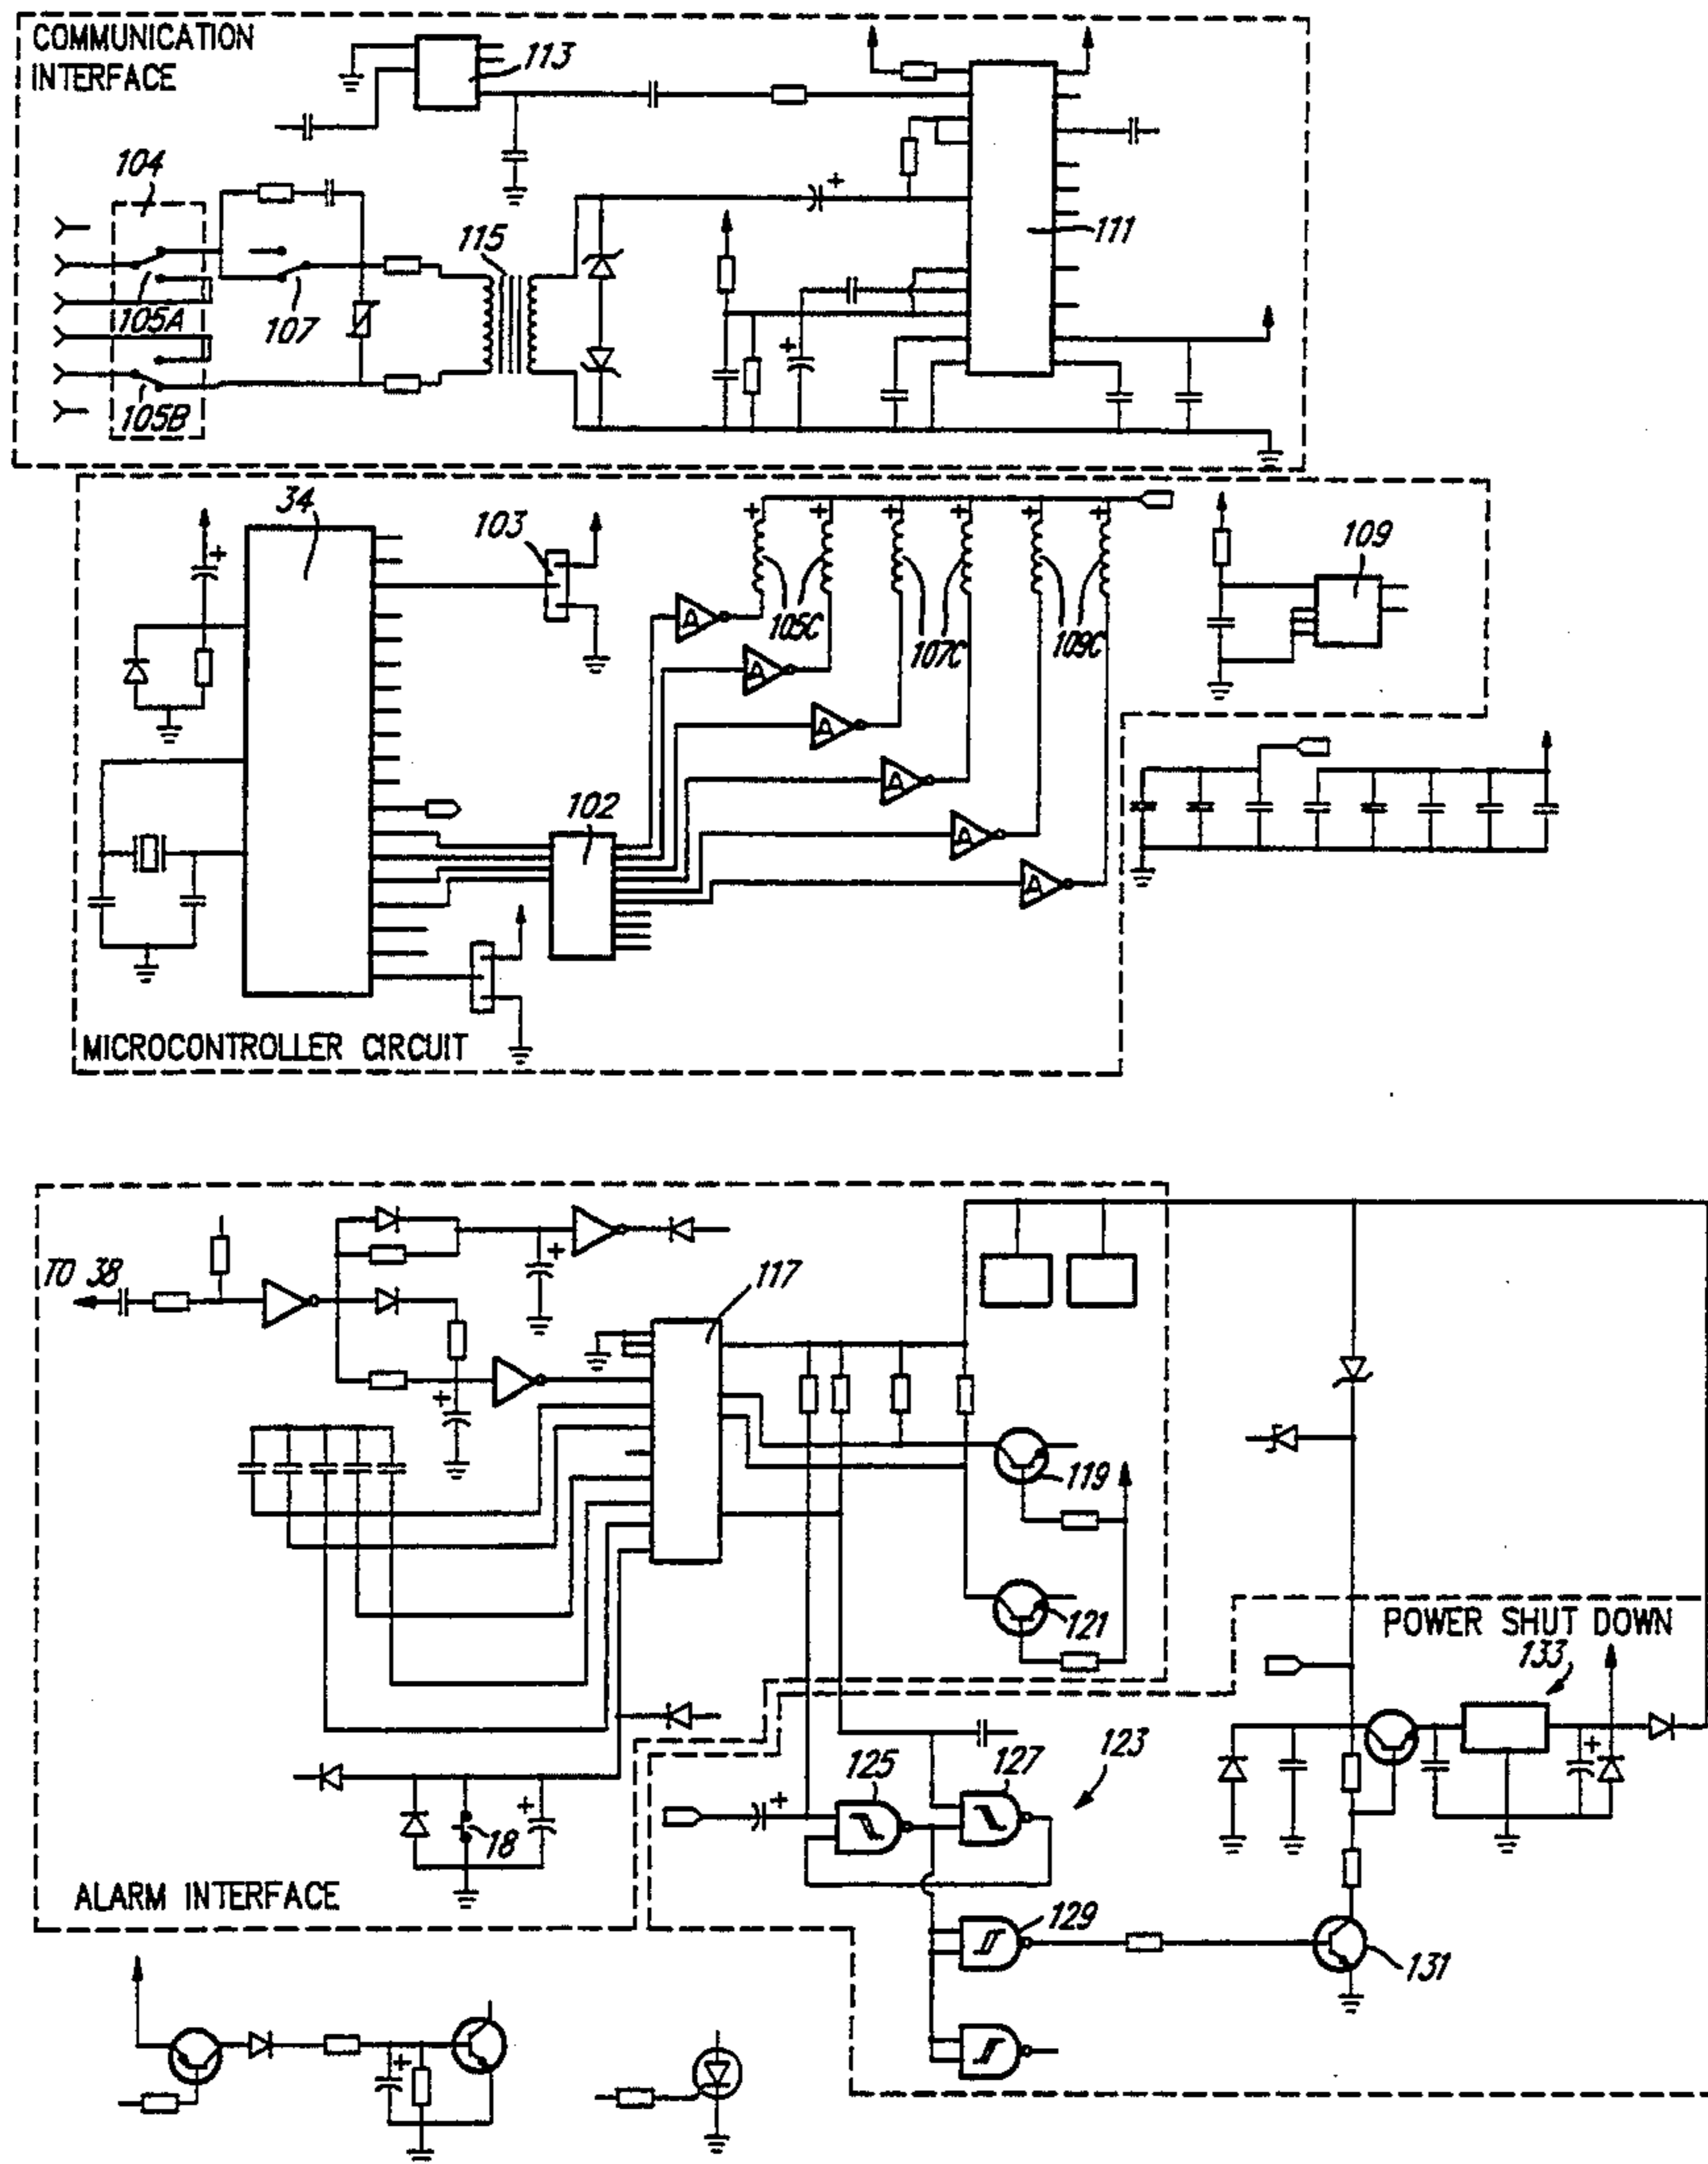 COMMUNICATION
INTERFACE
113
104
115
111
105A
107
105B
34
103
109
105C
107C
109C
A
A
A
A
A
A
102
MICROCONTROLLER CIRCUIT
TO 38
117
119
121
POWER SHUT DOWN
133
125
127
123
18
ALARM INTERFACE
129
131